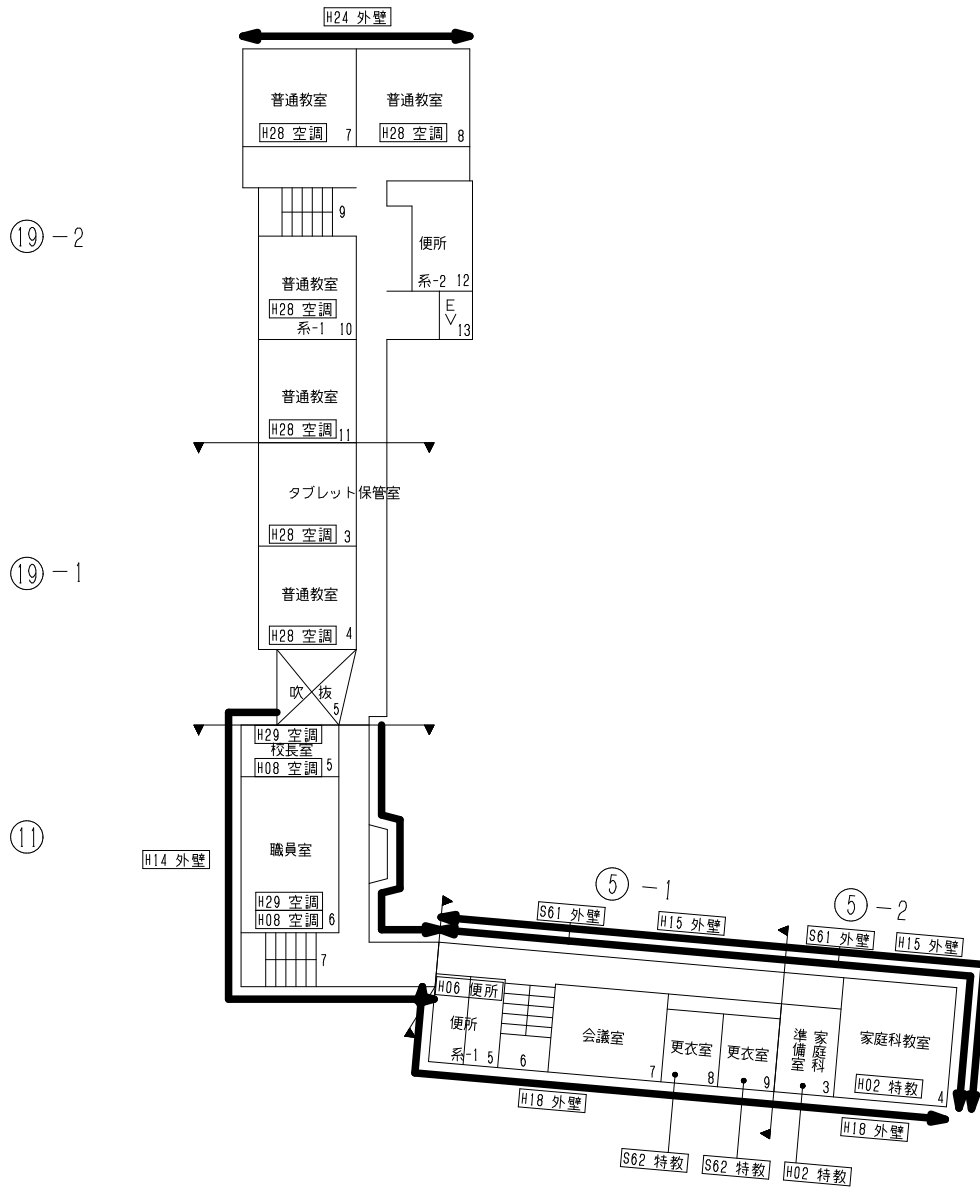 H24 外壁
普通教室
普通教室
H28 空調
7
H28 空調
8
9
⑲-2
便所
系-2
12
普通教室
H28 空調
系-1
10
EV
13
普通教室
H28 空調
11
タブレット保管室
H28 空調
3
⑲-1
普通教室
H28 空調
4
吹抜
5
H29 空調
校長室
H08 空調
5
⑪
H14 外壁
職員室
H29 空調
H08 空調
6
7
⑤-1
⑤-2
S61 外壁
H15 外壁
S61 外壁
H15 外壁
H06 便所
便所
系-1
5
6
会議室
7
更衣室
8
更衣室
9
家庭科
準備室
3
家庭科教室
H02 特教
4
H18 外壁
H18 外壁
S62 特教
S62 特教
H02 特教